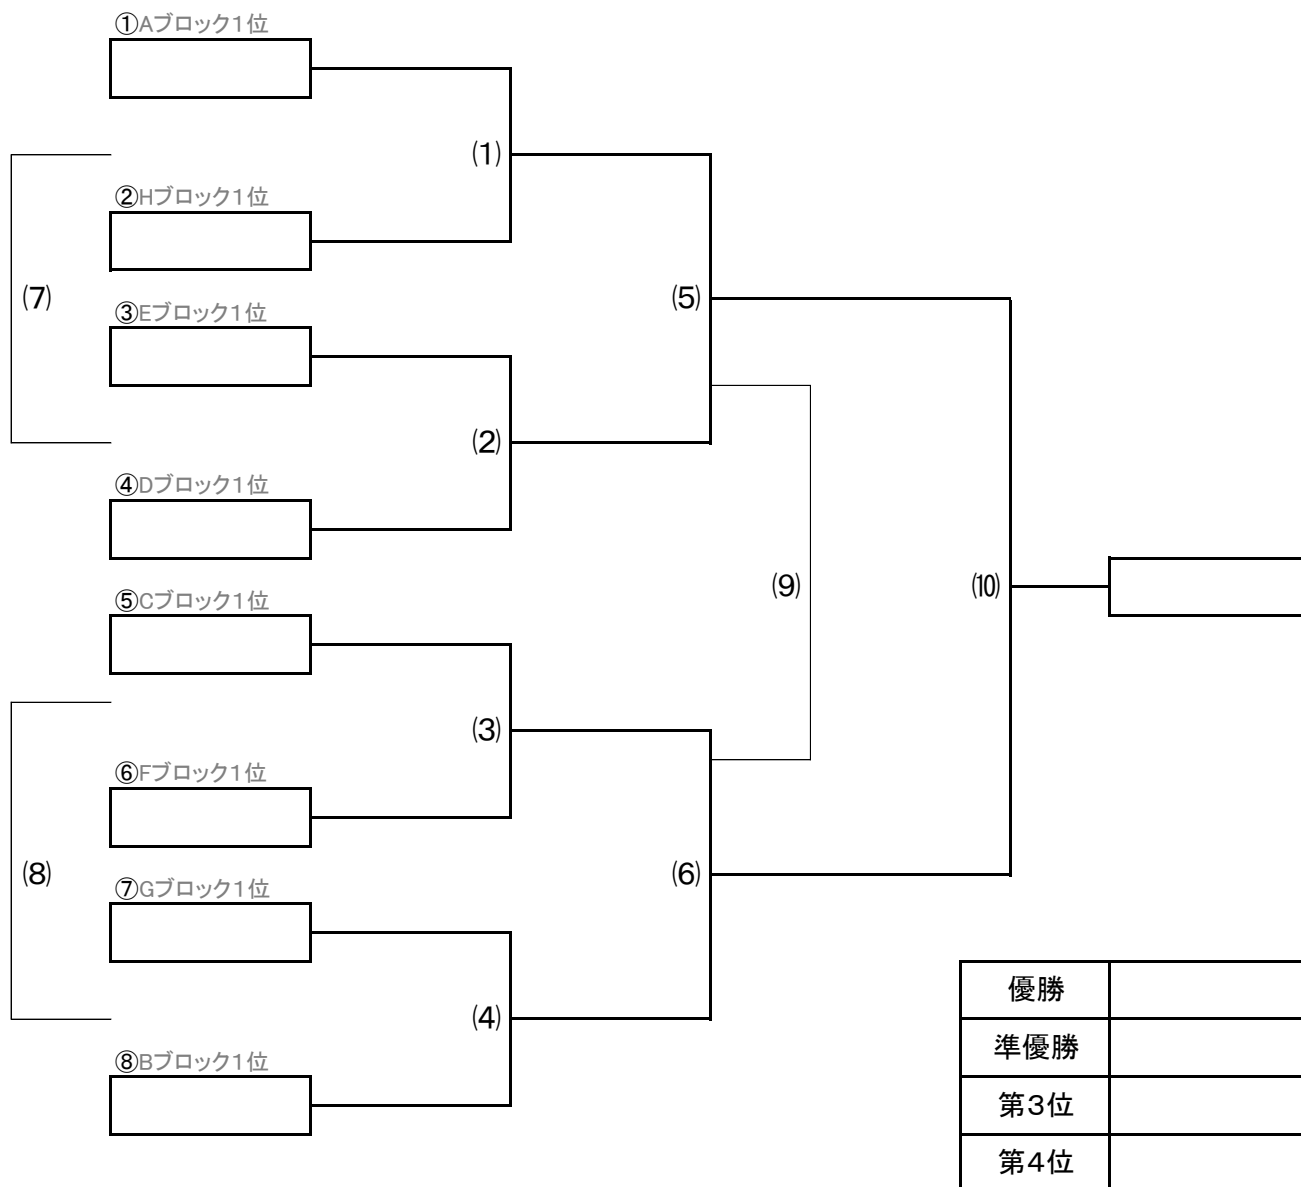 ①Aブロック1位
⑴
②Hブロック1位
⑺
⑸
③Eブロック1位
⑵
④Dブロック1位
⑼
⑽
⑤Cブロック1位
⑶
⑥Fブロック1位
⑻
⑹
⑦Gブロック1位
⑷
⑧Bブロック1位
優勝
準優勝
第3位
第4位